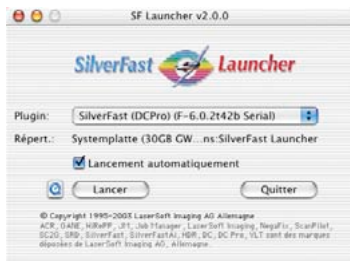 SF Launcher v2.0.0
SilverFast Launcher
Plugin: SilverFast (DCPro) (F-6.0.2t42b Serial)
Répert.: Systemplatte (30GB GW...ns:SilverFast Launcher
Lancement automatiquement
Lancer Quitter
© Copyright 1995-2003 LaserSoft Imaging AG Allemagne
ACR, GANE, HiRePP, JIT, Job Manager, LaserSoft Imaging, NegaFix, ScanPilot,
SC2G, SRD, SilverFast, SilverFastAi, HDR, DC, DC Pro, VLT sont des marques
déposées de LaserSoft Imaging AG, Allemagne.